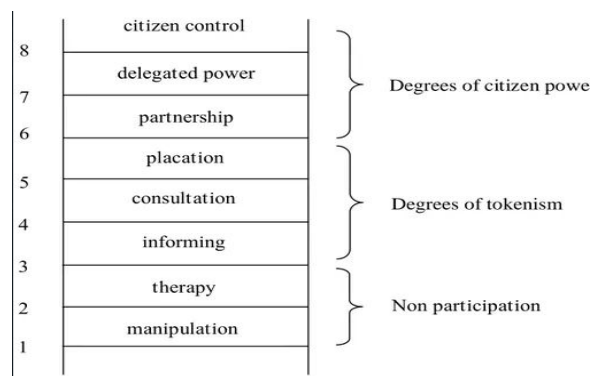 citizen control
8
delegated power
7
Degrees of citizen powe
partnership
6
placation
5
consultation
Degrees of tokenism
4
informing
3
therapy
2
Non participation
manipulation
1